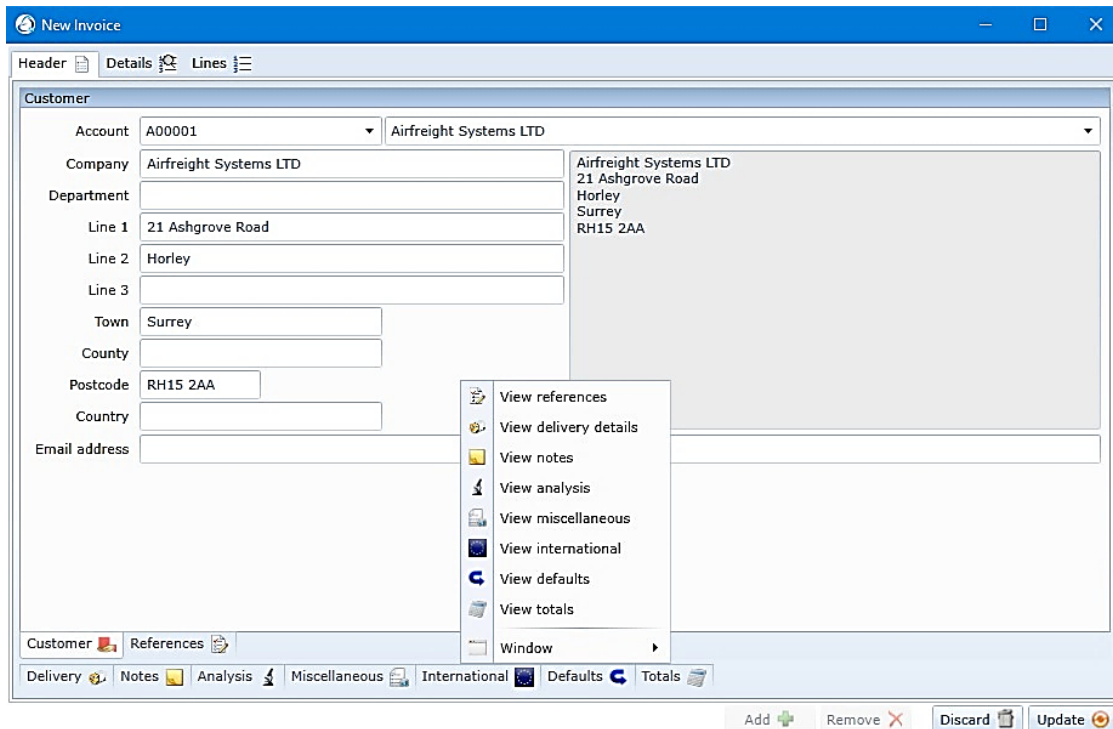 New Invoice
Header Details Lines
Customer
Account A00001 Airfreight Systems LTD
Company Airfreight Systems LTD
Department
Line 1 21 Ashgrove Road
Line 2 Horley
Line 3
Town Surrey
County
Postcode RH15 2AA
Country
Email address
Airfreight Systems LTD
21 Ashgrove Road
Horley
Surrey
RH15 2AA
View references
View delivery details
View notes
View analysis
View miscellaneous
View international
View defaults
View totals
Window
Customer References
Delivery Notes Analysis Miscellaneous International Defaults Totals
Add Remove Discard Update